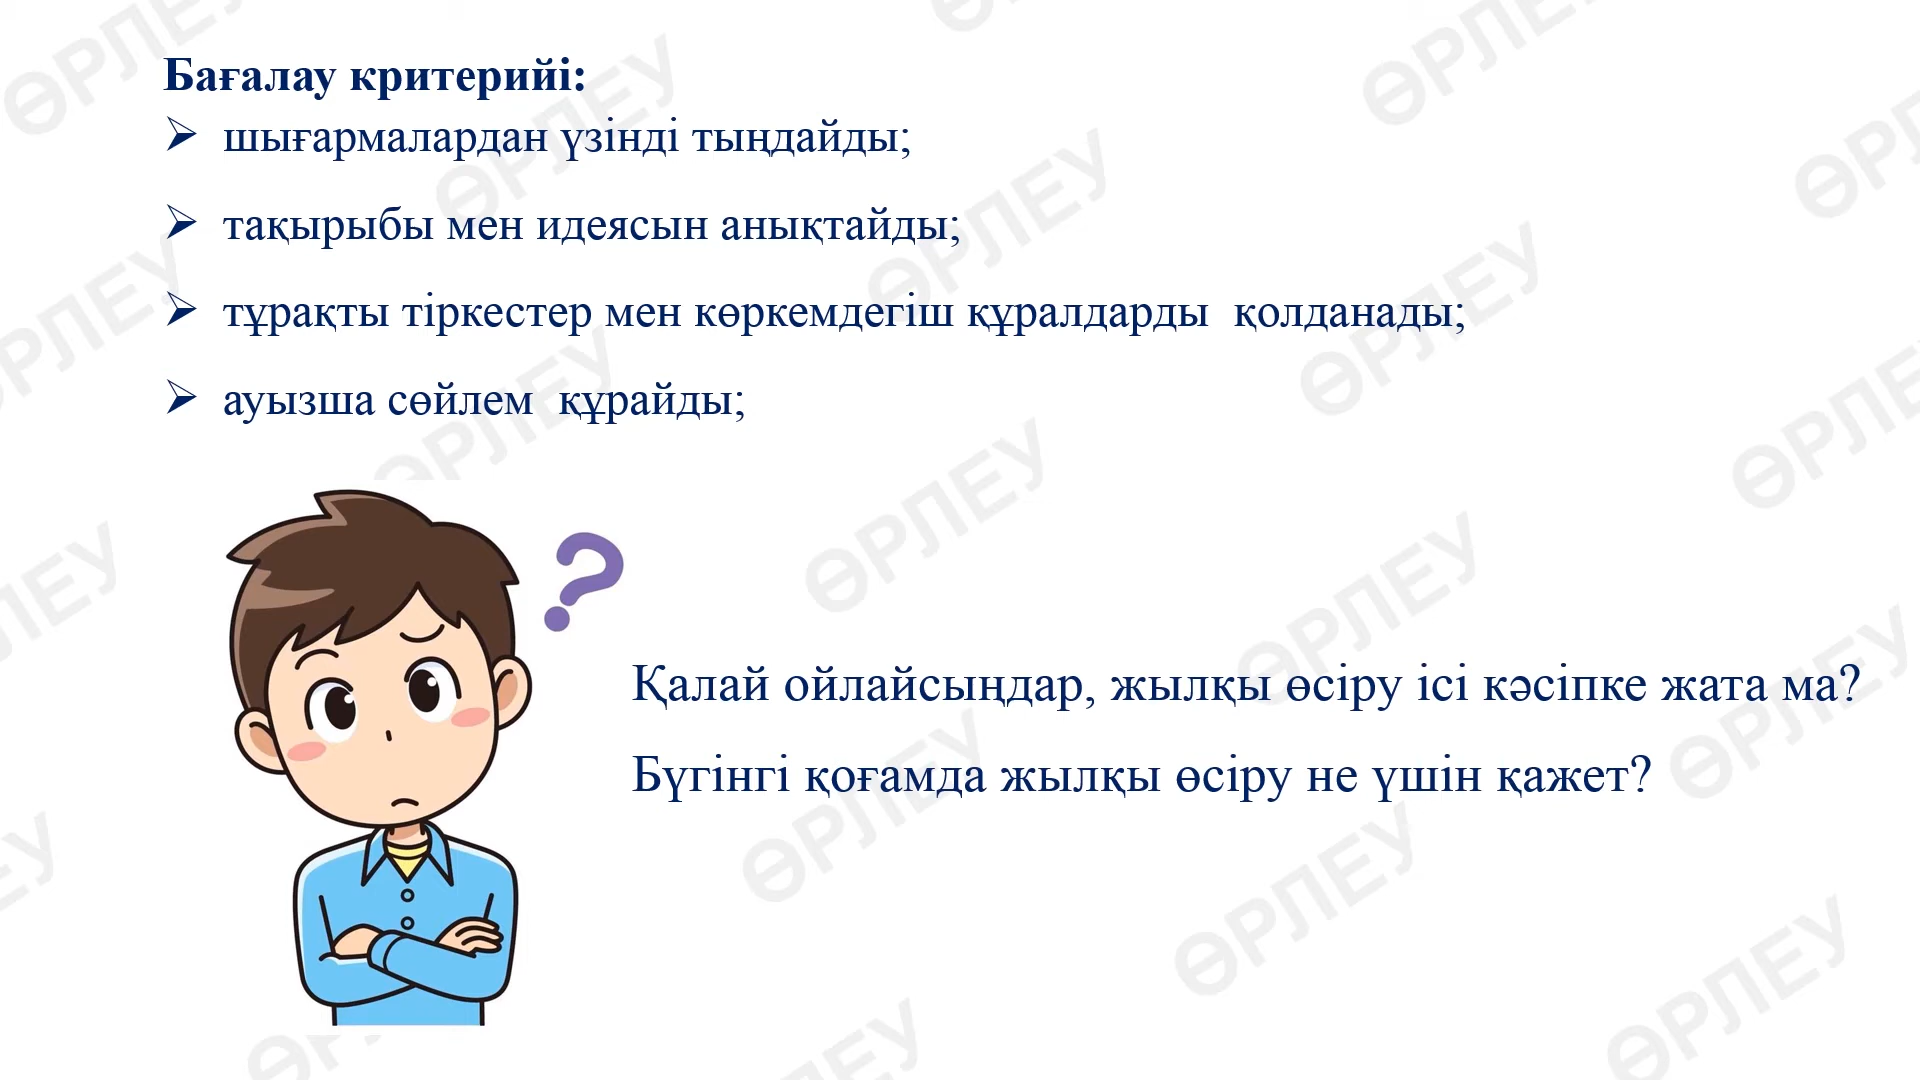 Бағалау критерийі:
➢ шығармалардан үзінді тыңдайды;
➢ тақырыбы мен идеясын анықтайды;
➢ тұрақты тіркестер мен көркемдегіш құралдарды  қолданады;
➢ ауызша сөйлем  құрайды;
?
Қалай ойлайсыңдар, жылқы өсіру ісі кәсіпке жата ма?
Бүгінгі қоғамда жылқы өсіру не үшін қажет?
ӨРЛЕУ